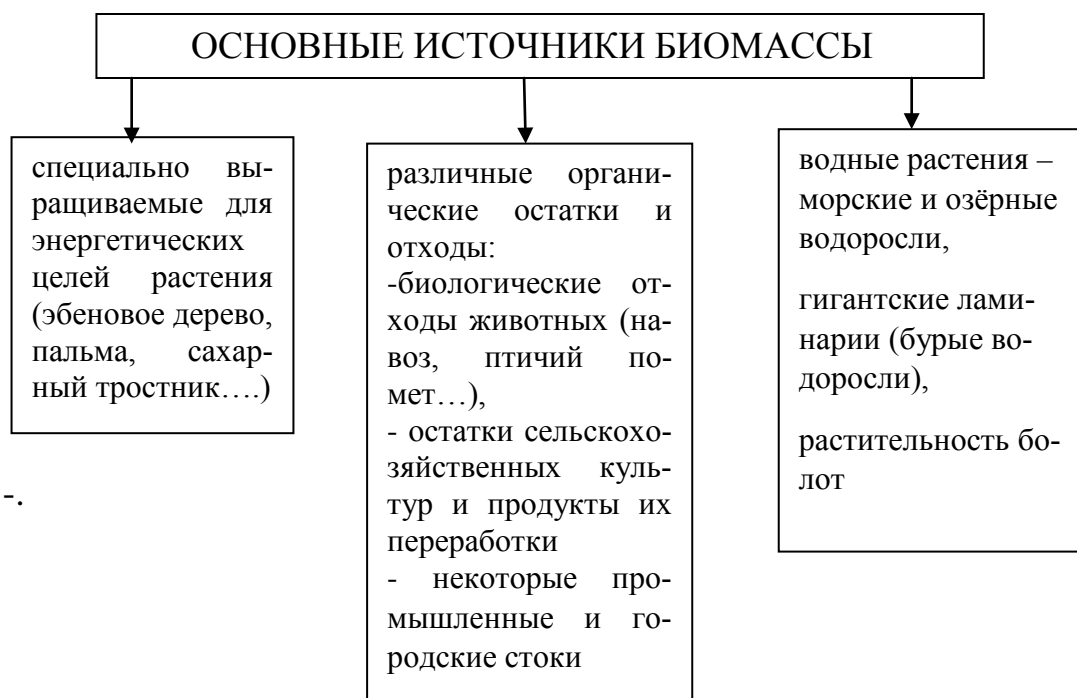 ОСНОВНЫЕ ИСТОЧНИКИ БИОМАССЫ
специально вы-
ращиваемые для
энергетических
целей растения
(эбеновое дерево,
пальма, сахар-
ный тростник….)
различные органи-
ческие остатки и
отходы:
-биологические от-
ходы животных (на-
воз, птичий по-
мет…),
- остатки сельскохо-
зяйственных куль-
тур и продукты их
переработки
- некоторые про-
мышленные и го-
родские стоки
водные растения –
морские и озёрные
водоросли,
гигантские лами-
нарии (бурые во-
доросли),
растительность бо-
лот
-.